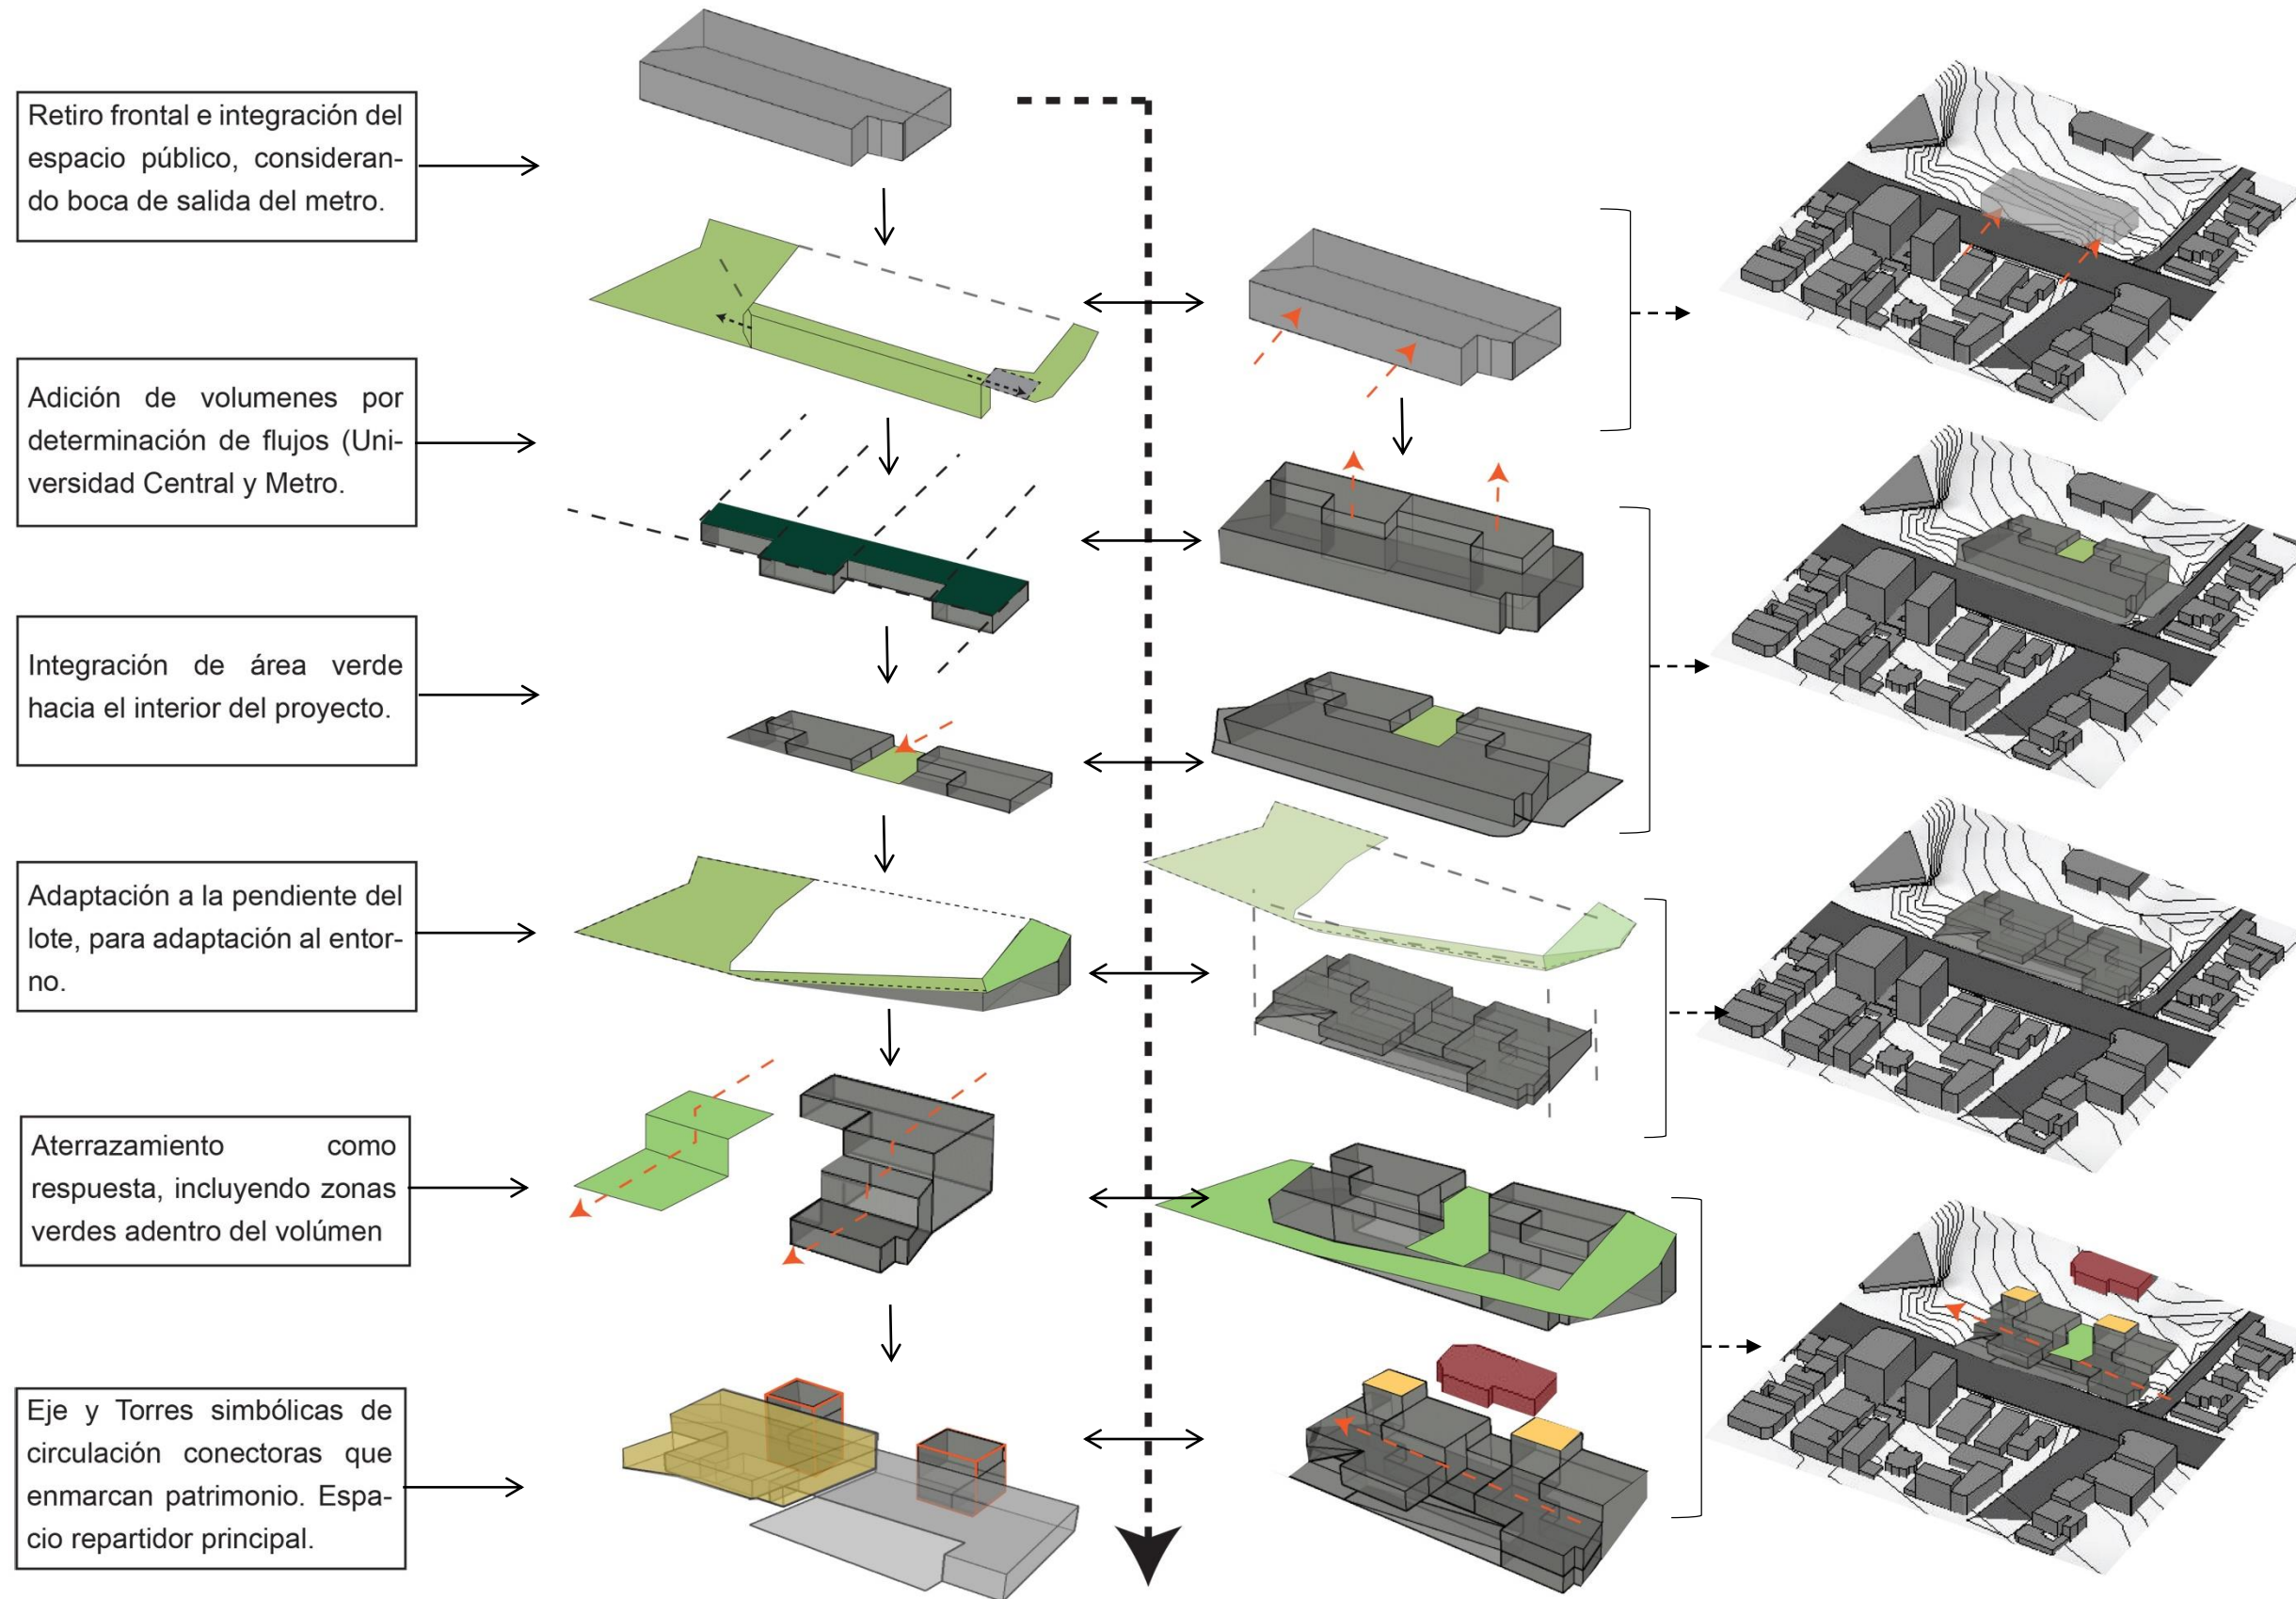 Retiro frontal e integración del
espacio público, consideran-
do boca de salida del metro.
Adición de volumenes por
determinación de flujos (Uni-
versidad Central y Metro.
Integración de área verde
hacia el interior del proyecto.
Adaptación a la pendiente del
lote, para adaptación al entor-
no.
Aterrazamiento como
respuesta, incluyendo zonas
verdes adentro del volúmen
Eje y Torres simbólicas de
circulación conectoras que
enmarcan patrimonio. Espa-
cio repartidor principal.